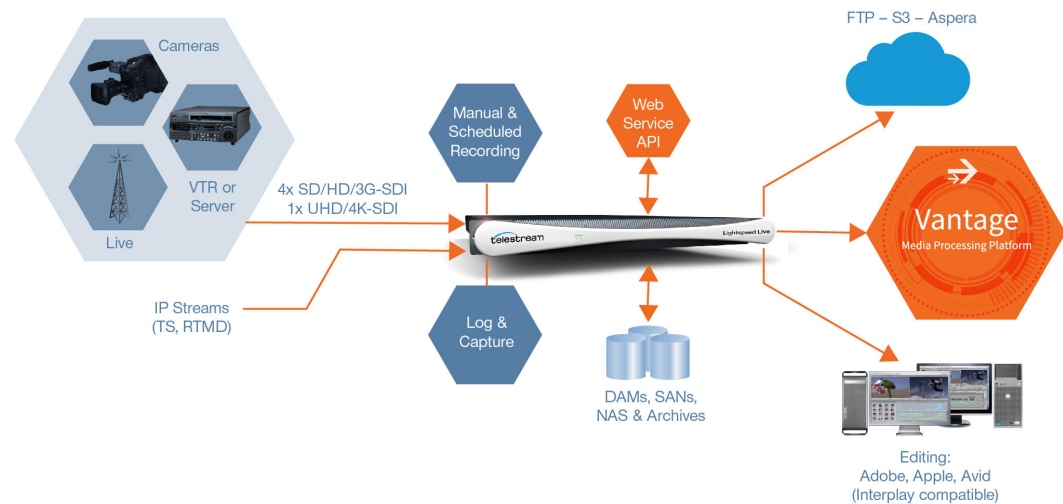 FTP – S3 – Aspera
Cameras
VTR or
Server
Live
Manual &
Scheduled
Recording
Web
Service
API
4x SD/HD/3G-SDI
1x UHD/4K-SDI
telestream
Lightspeed Live
Vantage
Media Processing Platform
IP Streams
(TS, RTMD)
Log &
Capture
DAMs, SANs,
NAS & Archives
Editing:
Adobe, Apple, Avid
(Interplay compatible)